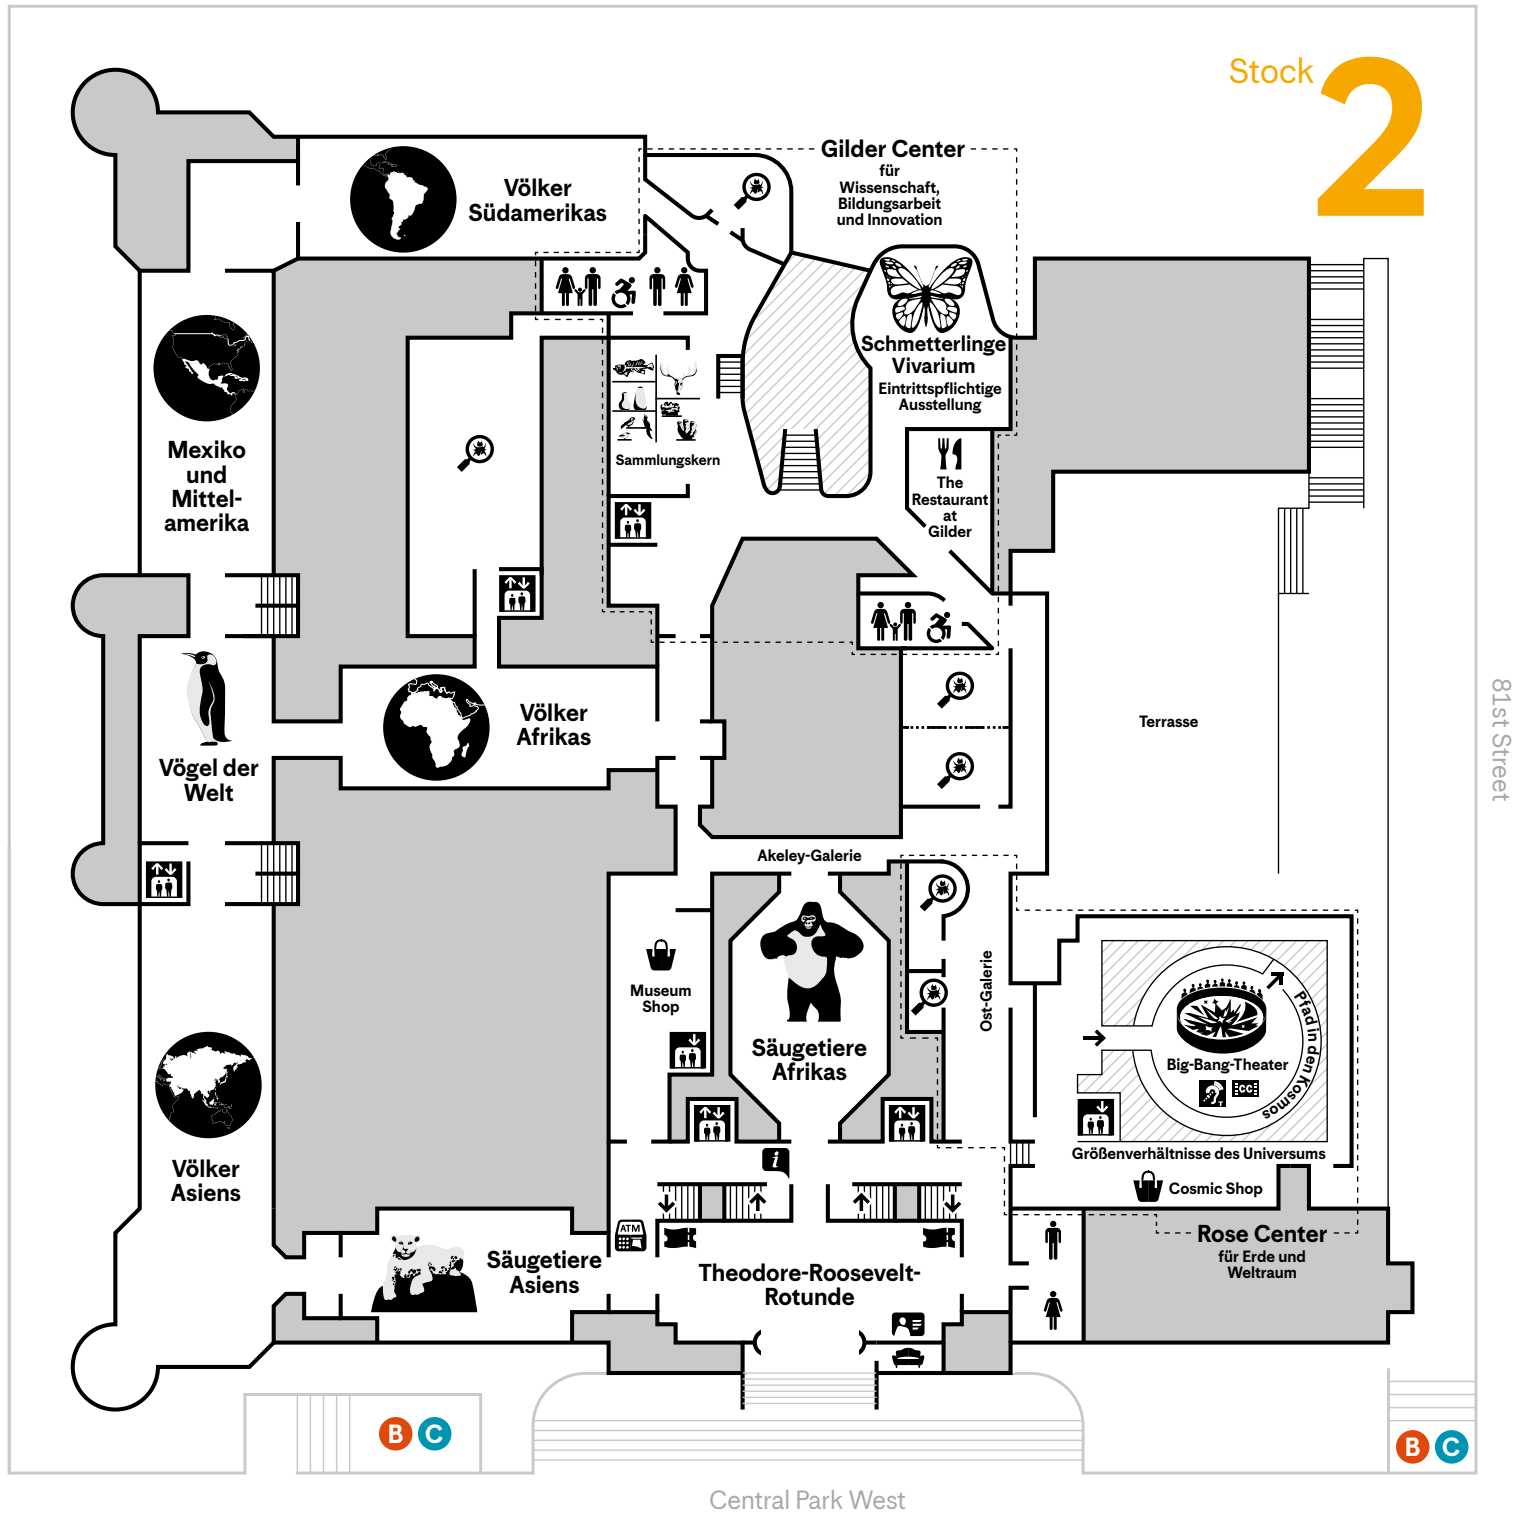 Stock
2
Gilder Center
für
Wissenschaft,
Bildungsarbeit
und Innovation
Völker
Südamerikas
Schmetterlinge
Vivarium
Eintrittspflichtige
Ausstellung
Mexiko
und
Mittel-
amerika
Sammlungskern
The
Restaurant
at
Gilder
Völker
Afrikas
Terrasse
81st Street
Vögel der
Welt
Akeley-Galerie
Museum
Shop
Säugetiere
Afrikas
Ost-Galerie
Pfad in den Kosmos
Big-Bang-Theater
T
CC
Größenverhältnisse des Universums
Cosmic Shop
Völker
Asiens
i
ATM
Säugetiere
Asiens
Theodore-Roosevelt-
Rotunde
Rose Center
für Erde und
Weltraum
B C
B C
Central Park West